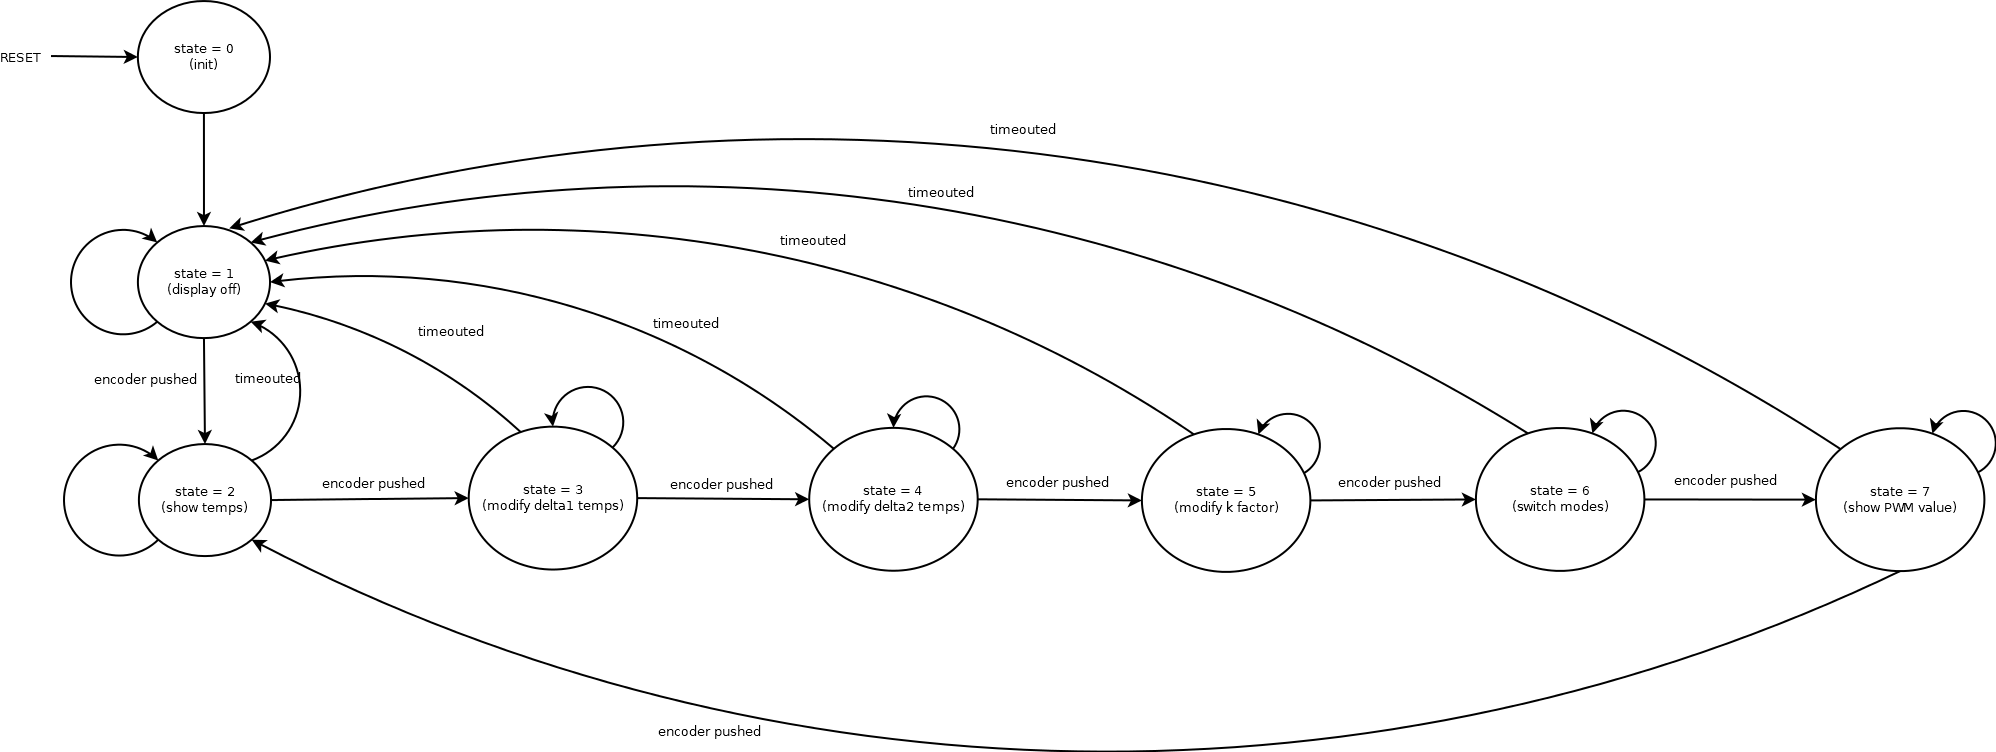 state = 0
(init)
RESET
timeouted
timeouted
timeouted
state = 1
(display off)
timeouted
timeouted
encoder pushed
timeouted
state = 2
(show temps)
encoder pushed
state = 3
(modify delta1 temps)
encoder pushed
state = 4
(modify delta2 temps)
encoder pushed
state = 5
(modify k factor)
encoder pushed
state = 6
(switch modes)
encoder pushed
state = 7
(show PWM value)
encoder pushed